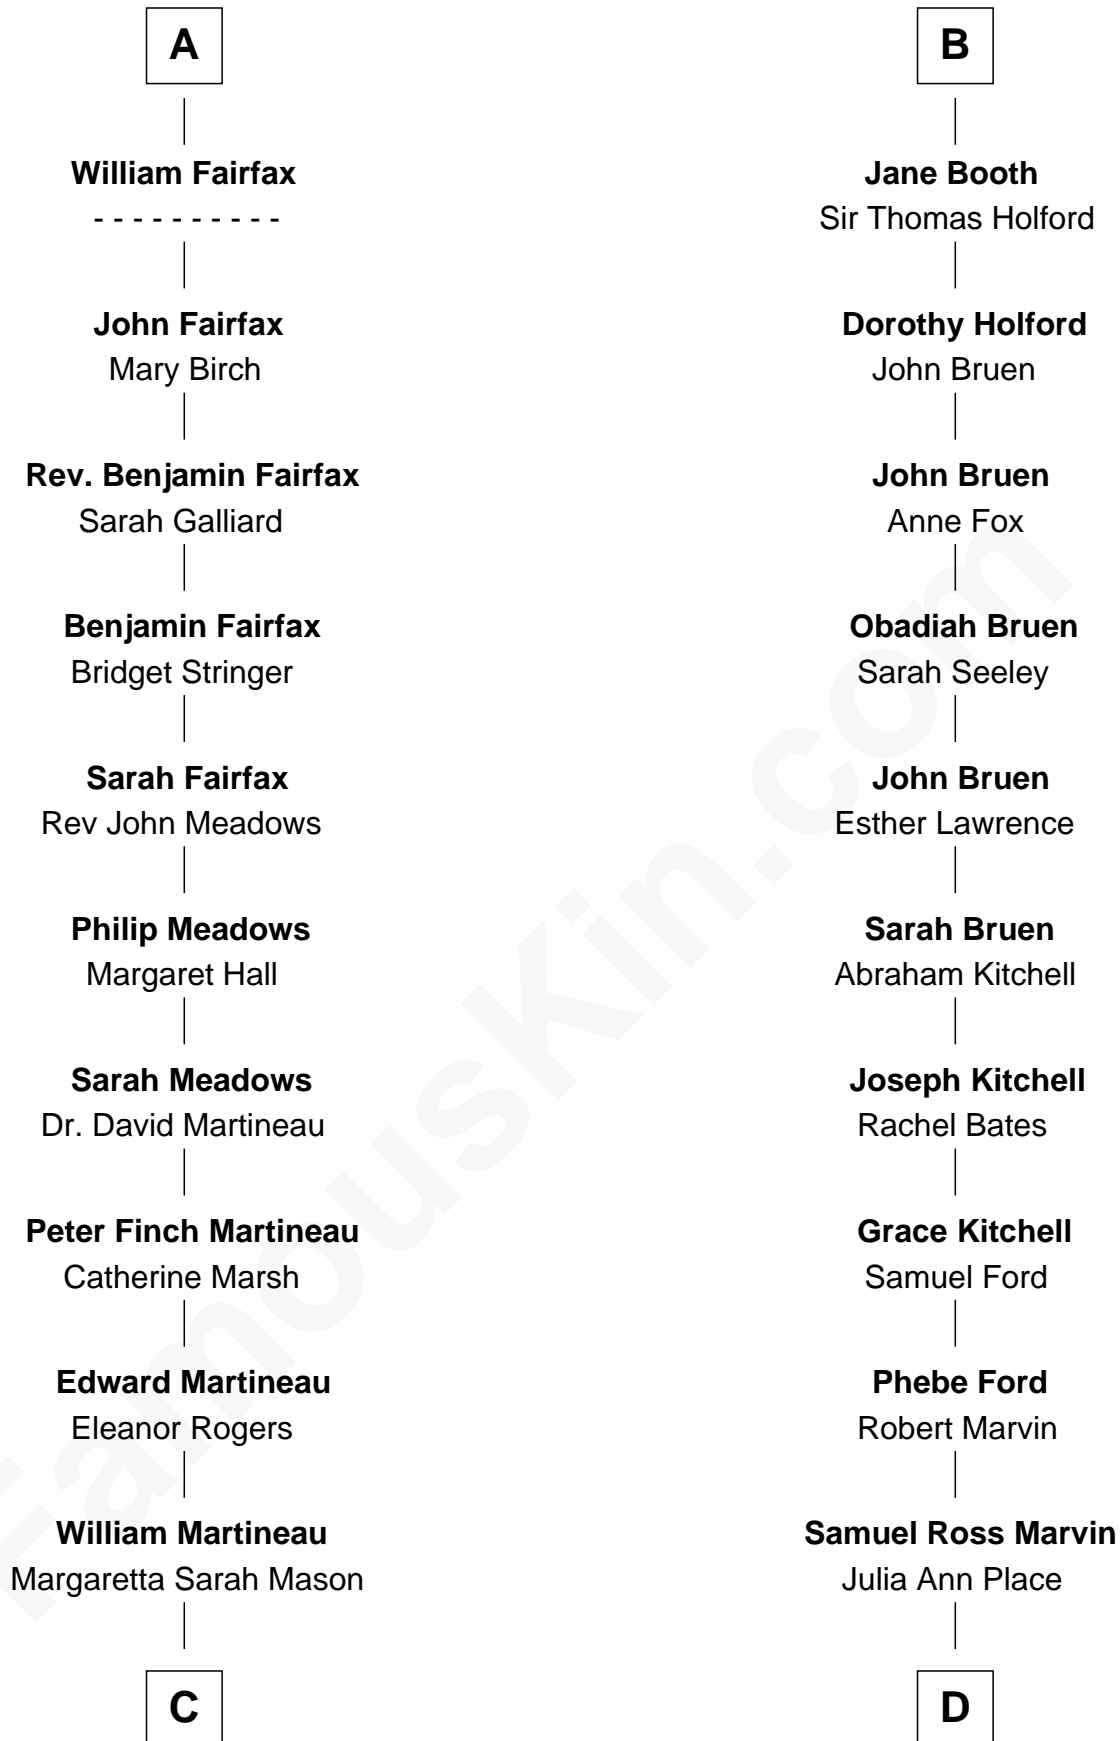 A
William Fairfax
- - - - - - - - - -
John Fairfax
Mary Birch
Rev. Benjamin Fairfax
Sarah Galliard
Benjamin Fairfax
Bridget Stringer
Sarah Fairfax
Rev John Meadows
Philip Meadows
Margaret Hall
Sarah Meadows
Dr. David Martineau
Peter Finch Martineau
Catherine Marsh
Edward Martineau
Eleanor Rogers
William Martineau
Margaretta Sarah Mason
C
B
Jane Booth
Sir Thomas Holford
Dorothy Holford
John Bruen
John Bruen
Anne Fox
Obadiah Bruen
Sarah Seeley
John Bruen
Esther Lawrence
Sarah Bruen
Abraham Kitchell
Joseph Kitchell
Rachel Bates
Grace Kitchell
Samuel Ford
Phebe Ford
Robert Marvin
Samuel Ross Marvin
Julia Ann Place
D
FamousKin.com